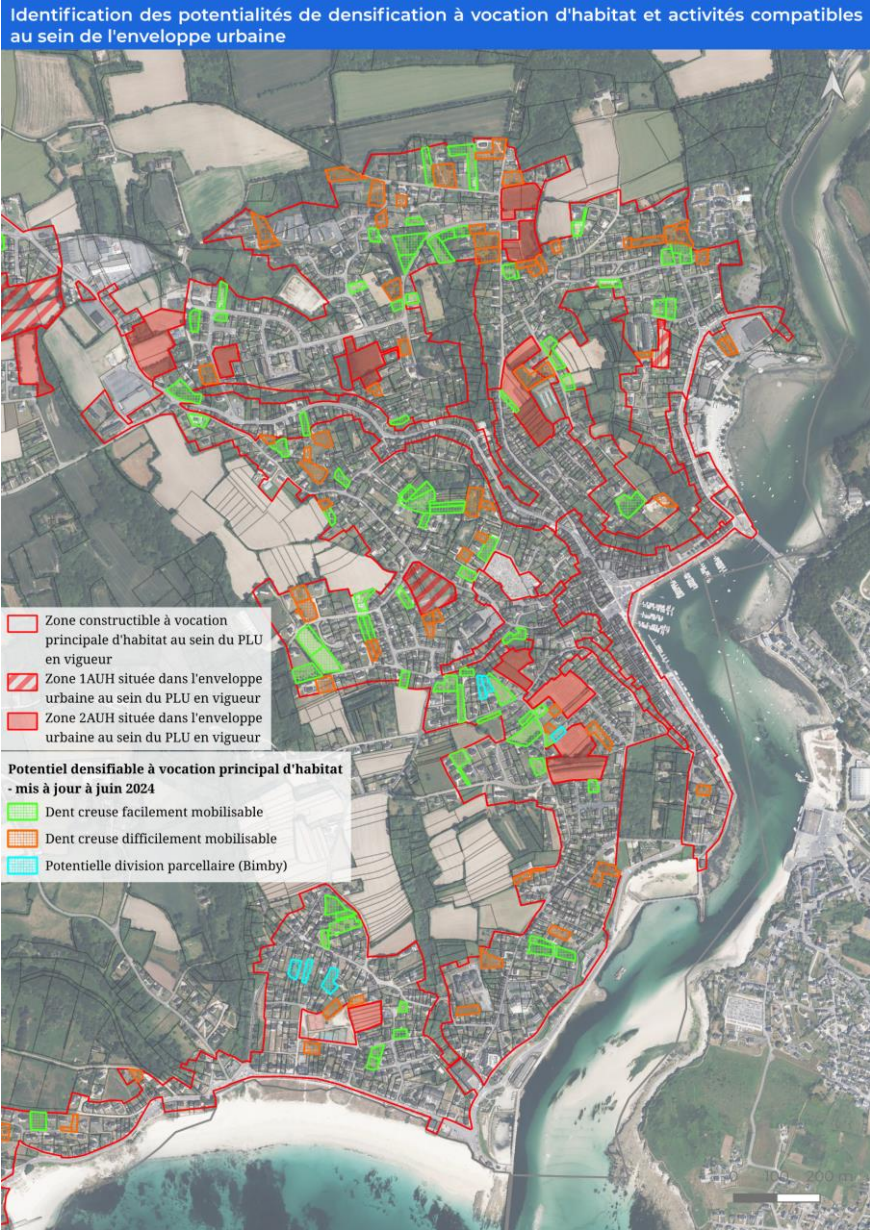 Identification des potentialités de densification à vocation d'habitat et activités compatibles
au sein de l'enveloppe urbaine
Zone constructible à vocation
principale d'habitat au sein du PLU
en vigueur
Zone 1AUH située dans l'enveloppe
urbaine au sein du PLU en vigueur
Zone 2AUH située dans l'enveloppe
urbaine au sein du PLU en vigueur
Potentiel densifiable à vocation principal d'habitat
- mis à jour à juin 2024
Dent creuse facilement mobilisable
Dent creuse difficilement mobilisable
Potentielle division parcellaire (Bimby)
0 100 200 m